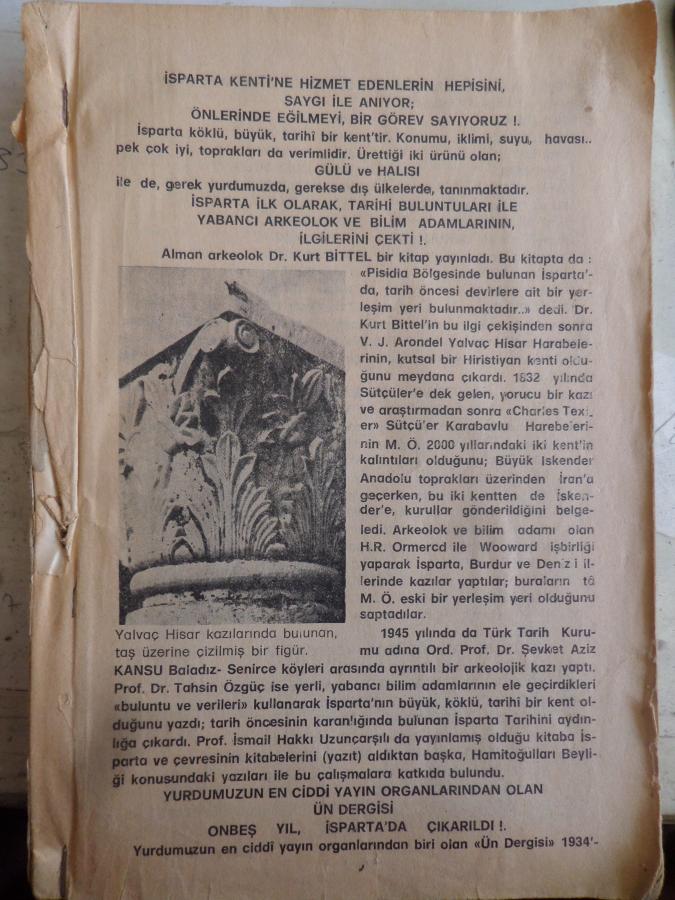 İSPARTA KENTİ'NE HİZMET EDENLERİN HEPİSİNİ,
SAYGI İLE ANIYOR;
ÖNLERİNDE EĞİLMEYİ, BİR GÖREV SAYIYORUZ !.
İsparta köklü, büyük, tarihî bir kent'tir. Konumu, iklimi, suyu, havası..
pek çok iyi, toprakları da verimlidir. Ürettiği iki ürünü olan;
GÜLÜ ve HALISI
ile de, gerek yurdumuzda, gerekse dış ülkelerde, tanınmaktadır.
İSPARTA İLK OLARAK, TARİHİ BULUNTULARI İLE
YABANCI ARKEOLOK VE BİLİM ADAMLARININ,
İLGİLERİNİ ÇEKTİ !.
Alman arkeolok Dr. Kurt BİTTEL bir kitap yayınladı. Bu kitapta da :
«Pisidia Bölgesinde bulunan İsparta'-
da, tarih öncesi devirlere ait bir yer-
leşim yeri bulunmaktadır..» dedi. Dr.
Kurt Bittel'in bu ilgi çekişinden sonra
V. J. Arondel Yalvaç Hisar Harabele-
rinin, kutsal bir Hiristiyan kenti oldu-
ğunu meydana çıkardı. 1832 yılında
Sütçüler'e dek gelen, yorucu bir kazı
ve araştırmadan sonra «Charles Texi_
er» Sütçü'er Karabavlu Harebeleri-
nin M. Ö. 2000 yıllarındaki iki kent'in
kalıntıları olduğunu; Büyük İskender
Anadolu toprakları üzerinden İran'a
geçerken, bu iki kentten de İsken-
der'e, kurullar gönderildiğini belge-
ledi. Arkeolok ve bilim adamı olan
H.R. Ormercd ile Wooward işbirliği
yaparak İsparta, Burdur ve Denizli il-
lerinde kazılar yaptılar; buraların tâ
M. Ö. eski bir yerleşim yeri olduğunu
saptadılar.
Yalvaç Hisar kazılarında bulunan,
taş üzerine çizilmiş bir figür.
1945 yılında da Türk Tarih Kuru-
mu adına Ord. Prof. Dr. Şevket Aziz
KANSU Baladız- Senirce köyleri arasında ayrıntılı bir arkeolojik kazı yaptı.
Prof. Dr. Tahsin Özgüç ise yerli, yabancı bilim adamlarının ele geçirdikleri
«buluntu ve verileri» kullanarak İsparta'nın büyük, köklü, tarihi bir kent ol-
duğunu yazdı; tarih öncesinin karanlığında bulunan Isparta Tarihini aydın-
lığa çıkardı. Prof. İsmail Hakkı Uzunçarşılı da yayınlamış olduğu kitaba İs-
parta ve çevresinin kitabelerini (yazıt) aldıktan başka, Hamitoğulları Beyli-
ği konusundaki yazıları ile bu çalışmalara katkıda bulundu.
YURDUMUZUN EN CİDDİ YAYIN ORGANLARINDAN OLAN
ÜN DERGİSİ
ONBEŞ YIL, İSPARTA'DA ÇIKARILDI !.
Yurdumuzun en ciddî yayın organlarından biri olan «Ün Dergisi» 1934'-